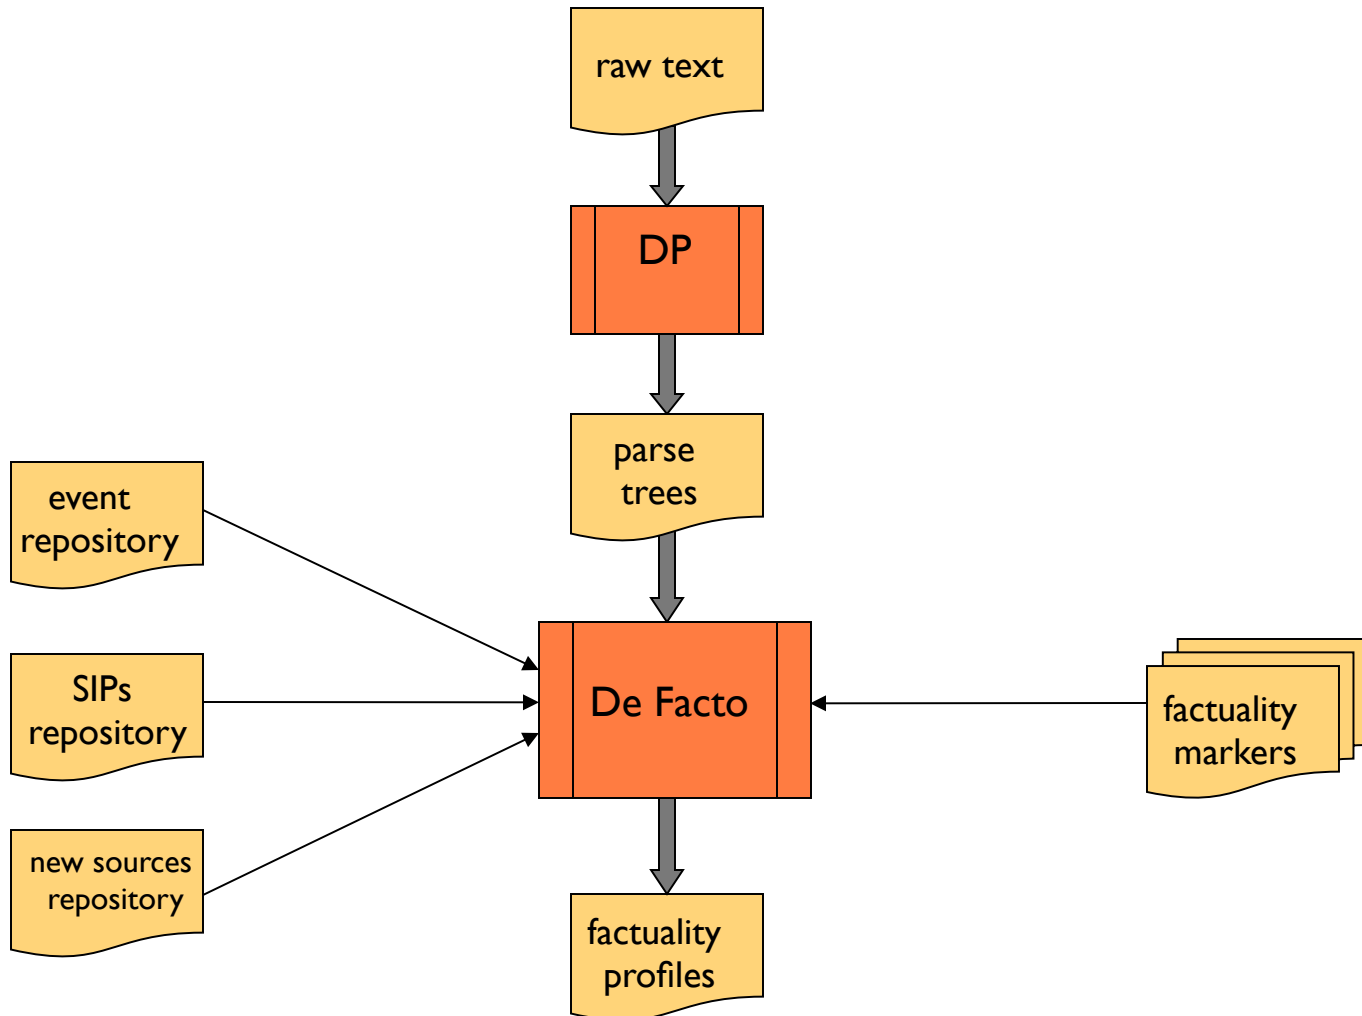 raw text
DP
parse
trees
event
repository
SIPs
repository
De Facto
factuality
markers
new sources
repository
factuality
profiles